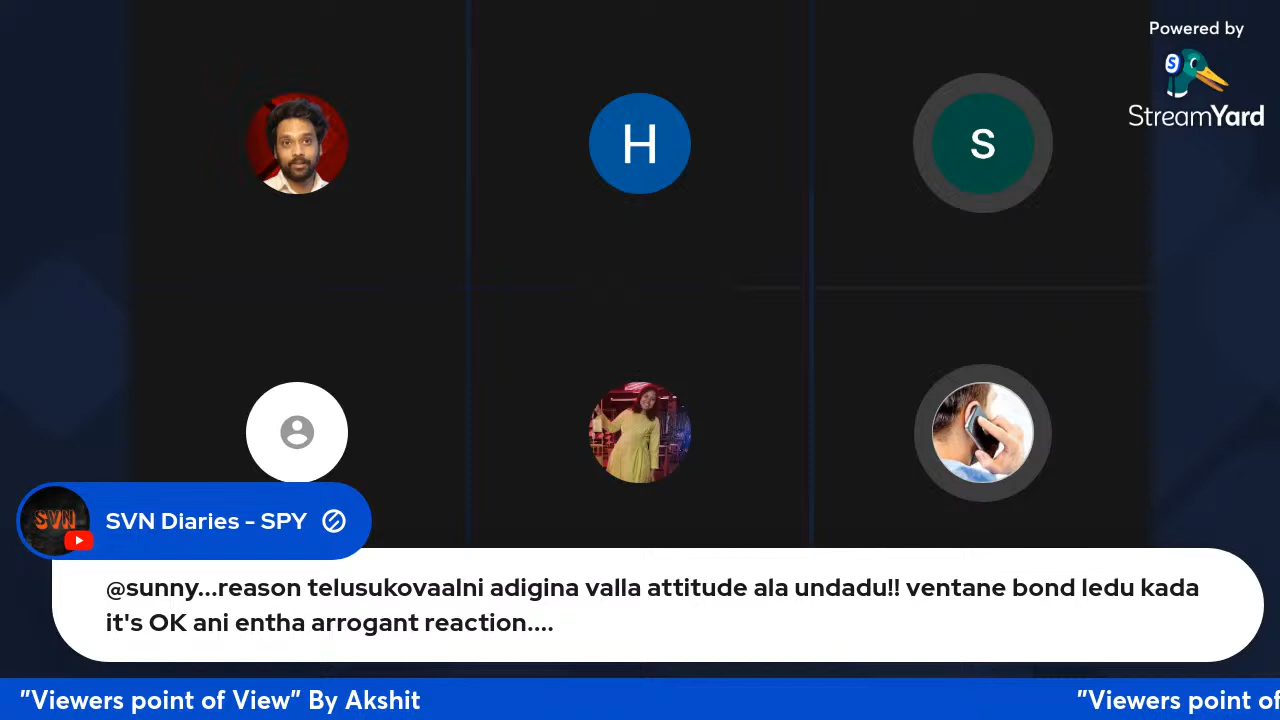 Powered by
S
StreamYard
H
S
SVN
SVN Diaries - SPY
@sunny...reason telusukovaalni adigina valla attitude ala undadu!! ventane bond ledu kada
it's OK ani entha arrogant reaction....
"Viewers point of View" By Akshit
"Viewers point of